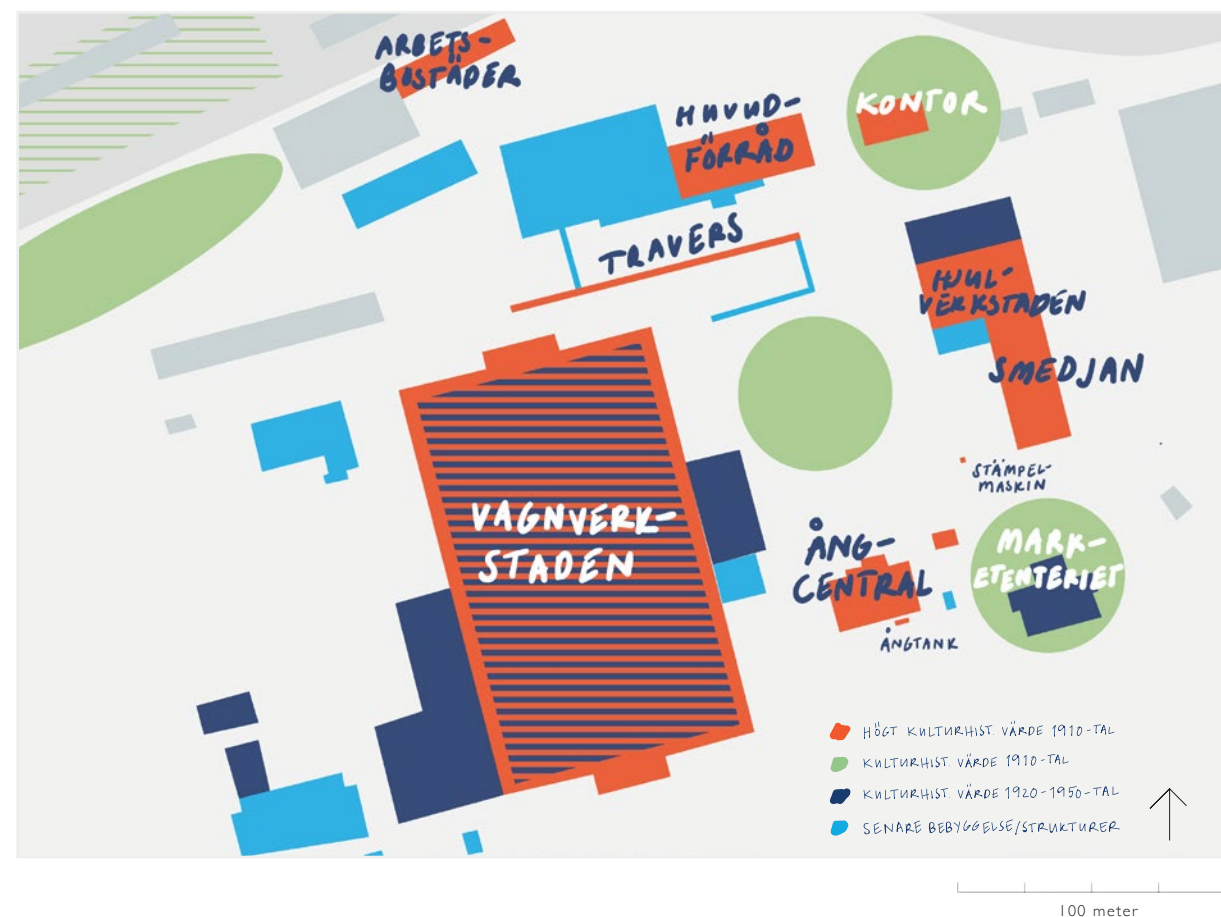 ARBETS-
BOSTÄDER
HUVUD-
FÖRRÅD
KONTOR
TRAVERS
HJUL-
VERKSTADEN
SMEDJAN
STÄMPEL-
MASKIN
VAGNVERK-
STADEN
ÅNG-
CENTRAL
MARK-
ETENTERIET
ÅNGTANK
HÖGT KULTURHIST. VÄRDE 1910-TAL
KULTURHIST. VÄRDE 1910-TAL
KULTURHIST. VÄRDE 1920-1950-TAL
SENARE BEBYGGELSE/STRUKTURER
100 meter